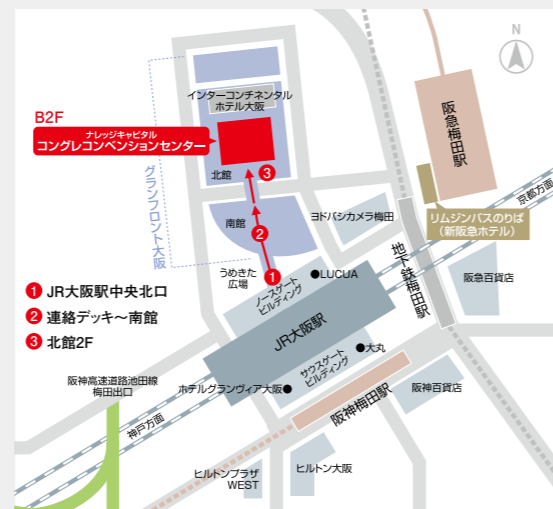 N
インターコンチネンタル
ホテル大阪
B2F
ナレッジキャピタル
コングレコンベンションセンター
北館
3
グランフロント大阪
南館
2
うめきた
広場
1
ヨドバシカメラ梅田
阪急梅田駅
リムジンバスのりば
(新阪急ホテル)
京都方面
地下鉄梅田駅
阪急百貨店
1 JR大阪駅中央北口
2 連絡デッキ〜南館
3 北館2F
ノースゲート
ビルディング
●LUCUA
JR大阪駅
サウスゲート
ビルディング
●大丸
ホテルグランヴィア大阪●
阪神梅田駅
阪神百貨店
阪神高速道路池田線
梅田出口
神戸方面
ヒルトンプラザ
WEST
ヒルトン大阪